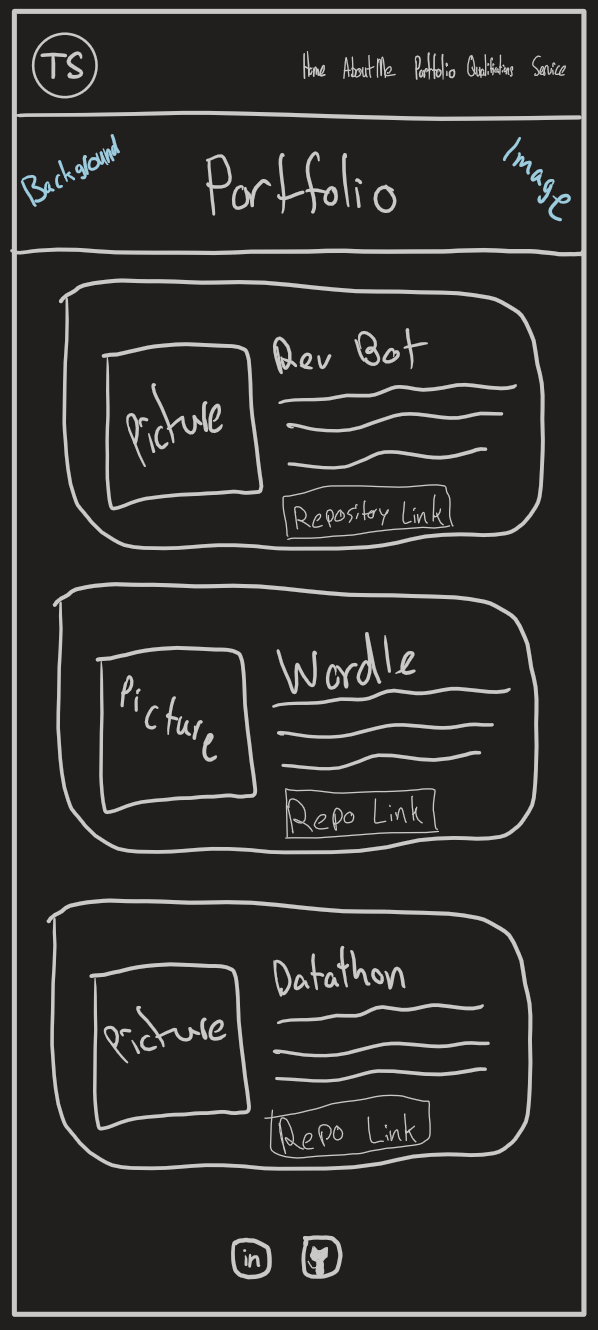 TS
Home About Me Portfolio Qualifications Service
Background Portfolio Image
Rev Bot
Picture
Repository Link
Wordle
Picture
Repo Link
Datathon
Picture
Repo Link
in